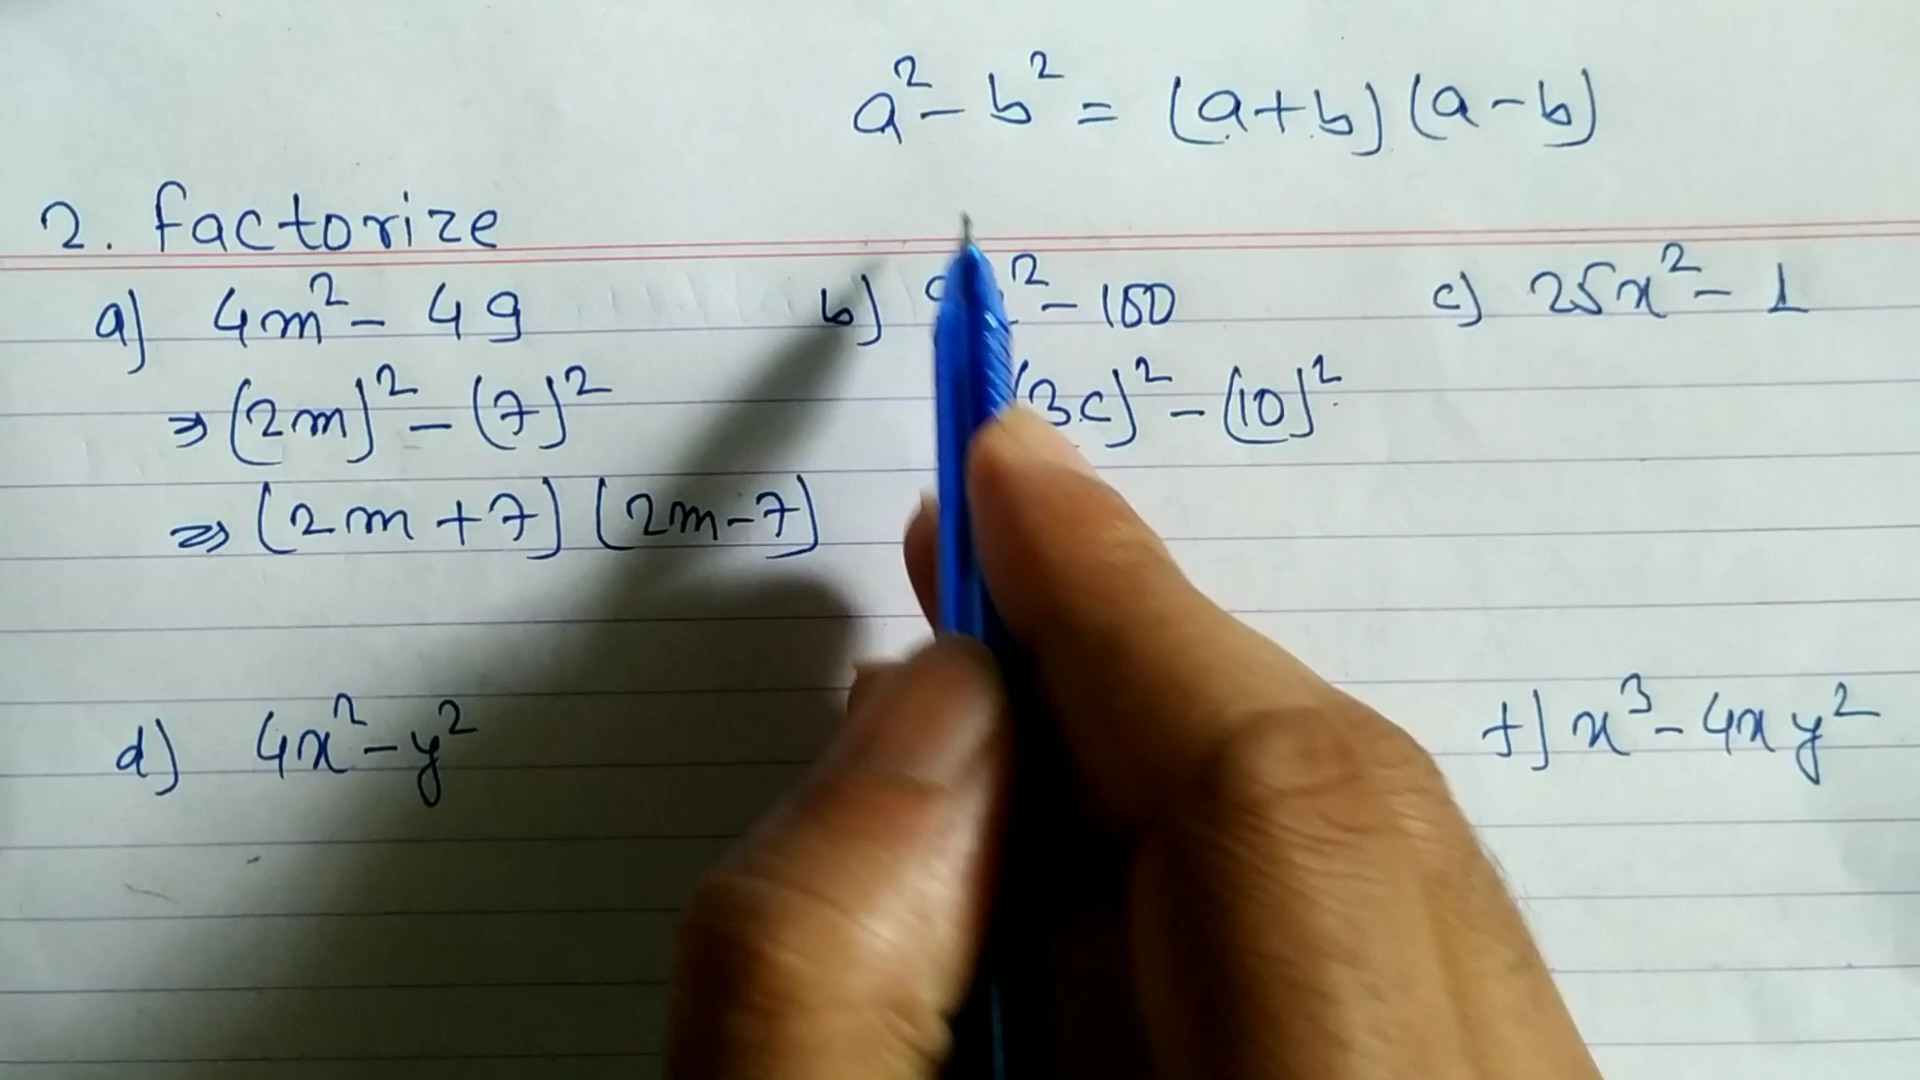 a² - b² = (a+b) (a-b)
2. factorize
a) 4m² - 49
⇒ (2m)² - (7)²
⇒ (2m+7) (2m-7)
b) ² - 100
3c)² - (10)²
c) 25x² - 1
d) 4x² - y²
f) x³ - 4xy²